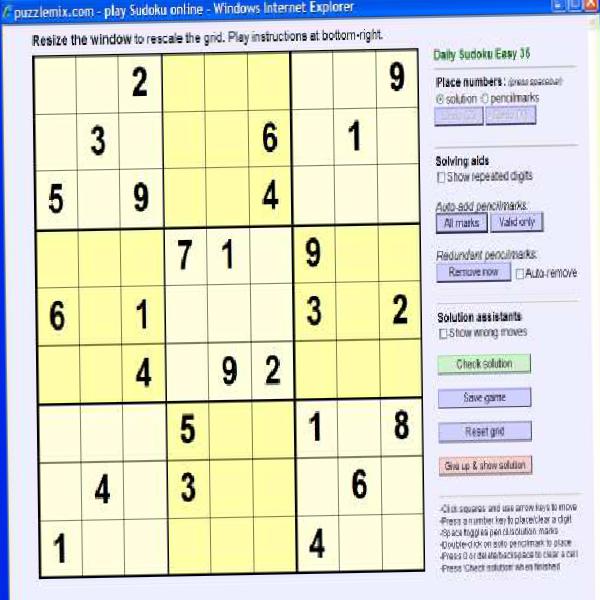 puzzlemix.com - play Sudoku online - Windows Internet Explorer
Resize the window to rescale the grid. Play instructions at bottom-right.
2 9
3 6 1
5 9 4
7 1 9
6 1 3 2
4 9 2
5 1 8
4 3 6
1 4
Daily Sudoku Easy 36
Place numbers: (press spacebar)
solution pencilmarks
Solving aids
Show repeated digits
Auto-add pencilmarks:
All marks Valid only
Redundant pencilmarks:
Remove now Auto-remove
Solution assistants
Show wrong moves
Check solution
Save game
Reset grid
Give up & show solution
-Click squares and use arrow keys to move
-Press a number key to place/clear a digit
-Space toggles pencil/solution marks
-Double-click on solo pencilmark to place
-Press 0 or delete/backspace to clear a cell
-Press 'Check solution' when finished